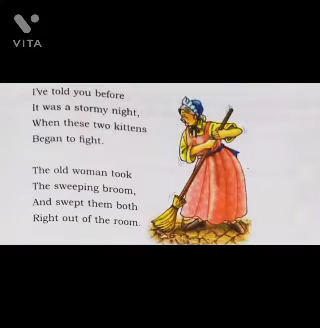 VITA
I've told you before
It was a stormy night,
When these two kittens
Began to fight.
The old woman took
The sweeping broom,
And swept them both
Right out of the room.